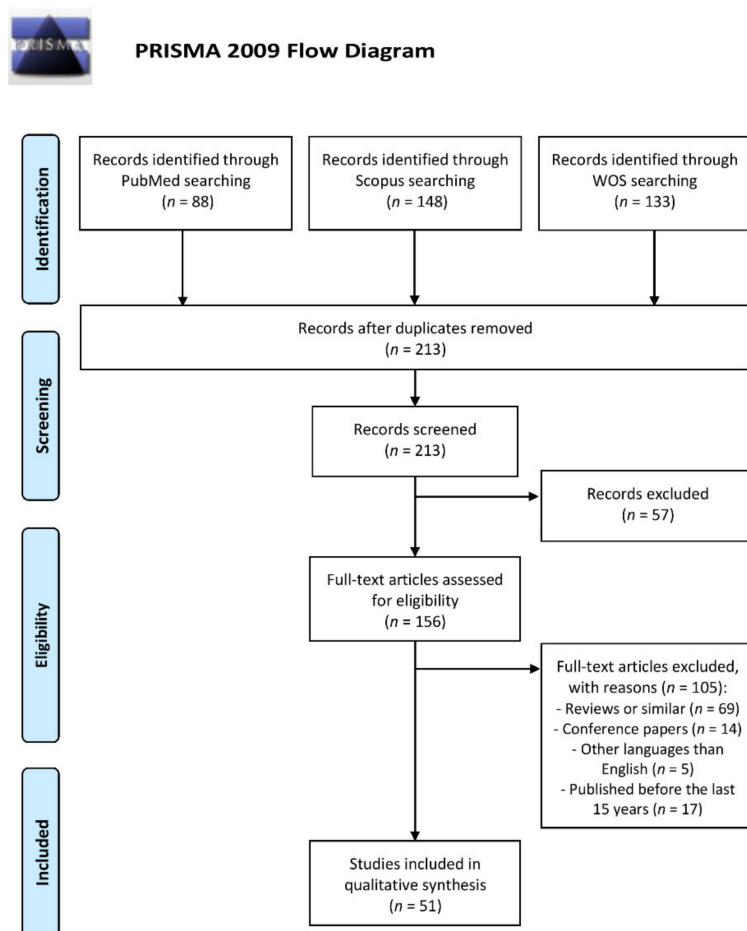 PRISMA
PRISMA 2009 Flow Diagram
Identification
Records identified through
PubMed searching
(n = 88)
Records identified through
Scopus searching
(n = 148)
Records identified through
WOS searching
(n = 133)
Records after duplicates removed
(n = 213)
Screening
Records screened
(n = 213)
Records excluded
(n = 57)
Eligibility
Full-text articles assessed
for eligibility
(n = 156)
Full-text articles excluded,
with reasons (n = 105):
- Reviews or similar (n = 69)
- Conference papers (n = 14)
- Other languages than
English (n = 5)
- Published before the last
15 years (n = 17)
Included
Studies included in
qualitative synthesis
(n = 51)